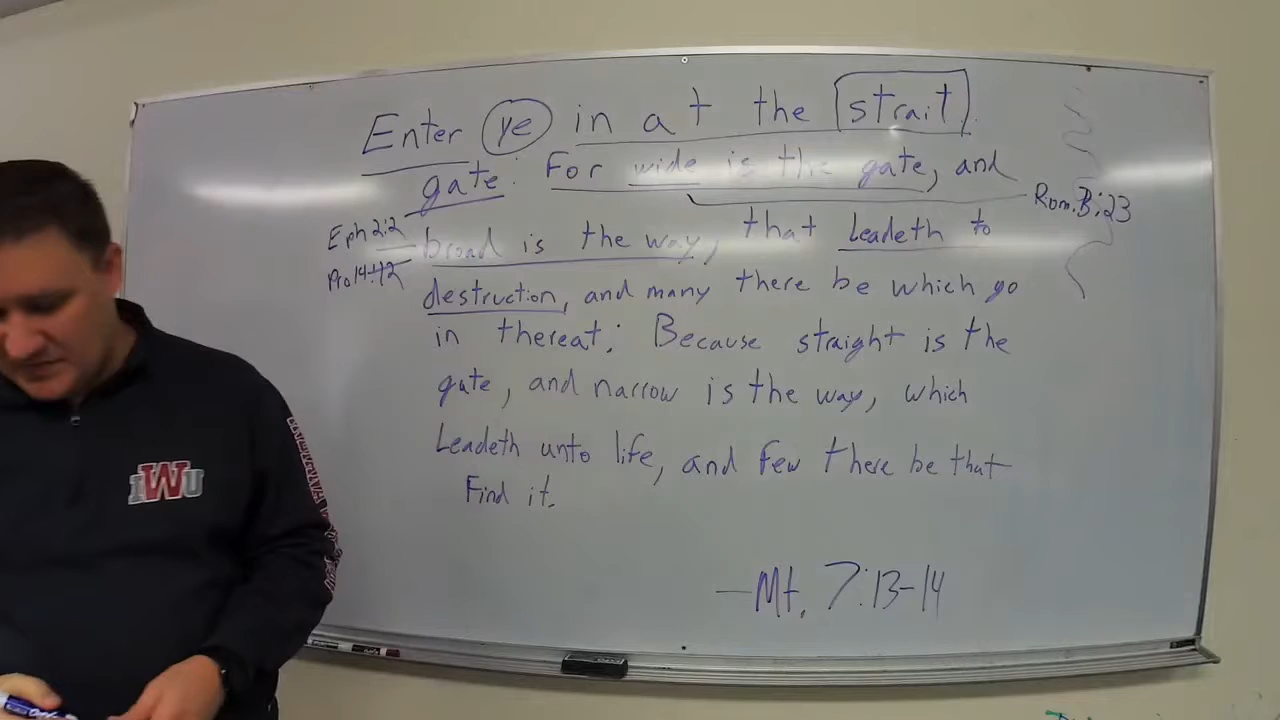 Enter ye in at the strait
gate: For wide is the gate, and
Rom. 3:23
Eph 2:2
broad is the way, that leadeth to
Pro 14:12
destruction, and many there be which go
in thereat: Because straight is the
gate, and narrow is the way, which
Leadeth unto life, and few there be that
Find it.
—Mt. 7:13-14
IWU